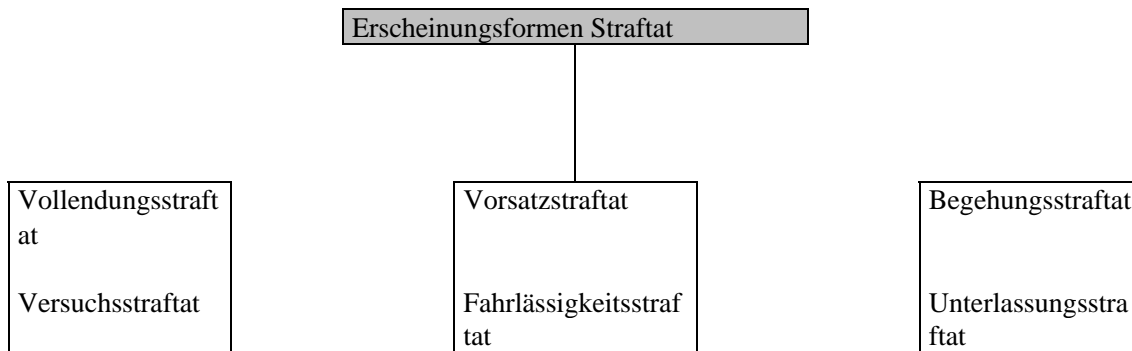 Erscheinungsformen Straftat
Vollendungsstraft
at
Versuchsstraftat
Vorsatzstraftat
Fahrlässigkeitsstraf
tat
Begehungsstraftat
Unterlassungsstra
ftat